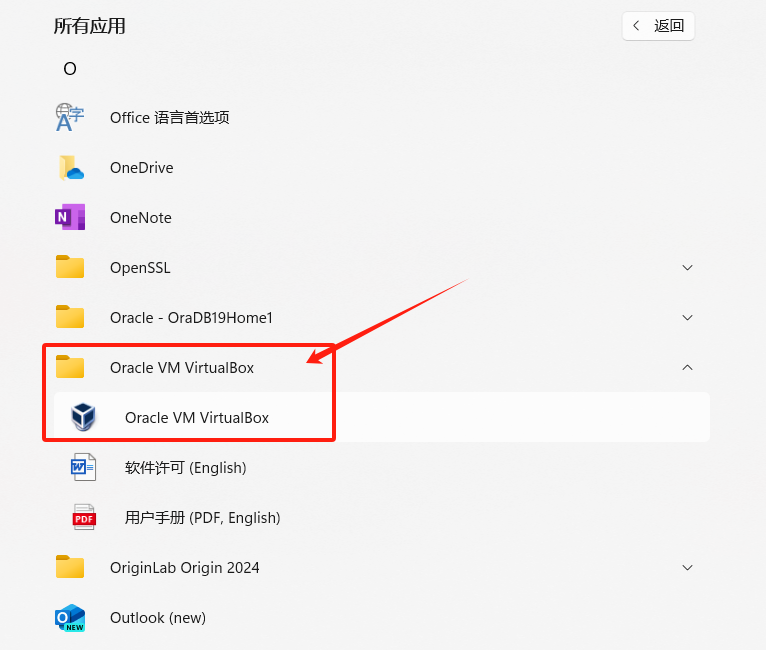 所有应用
返回
O
Office 语言首选项
OneDrive
OneNote
OpenSSL
Oracle - OraDB19Home1
Oracle VM VirtualBox
Oracle VM VirtualBox
软件许可 (English)
用户手册 (PDF, English)
OriginLab Origin 2024
Outlook (new)